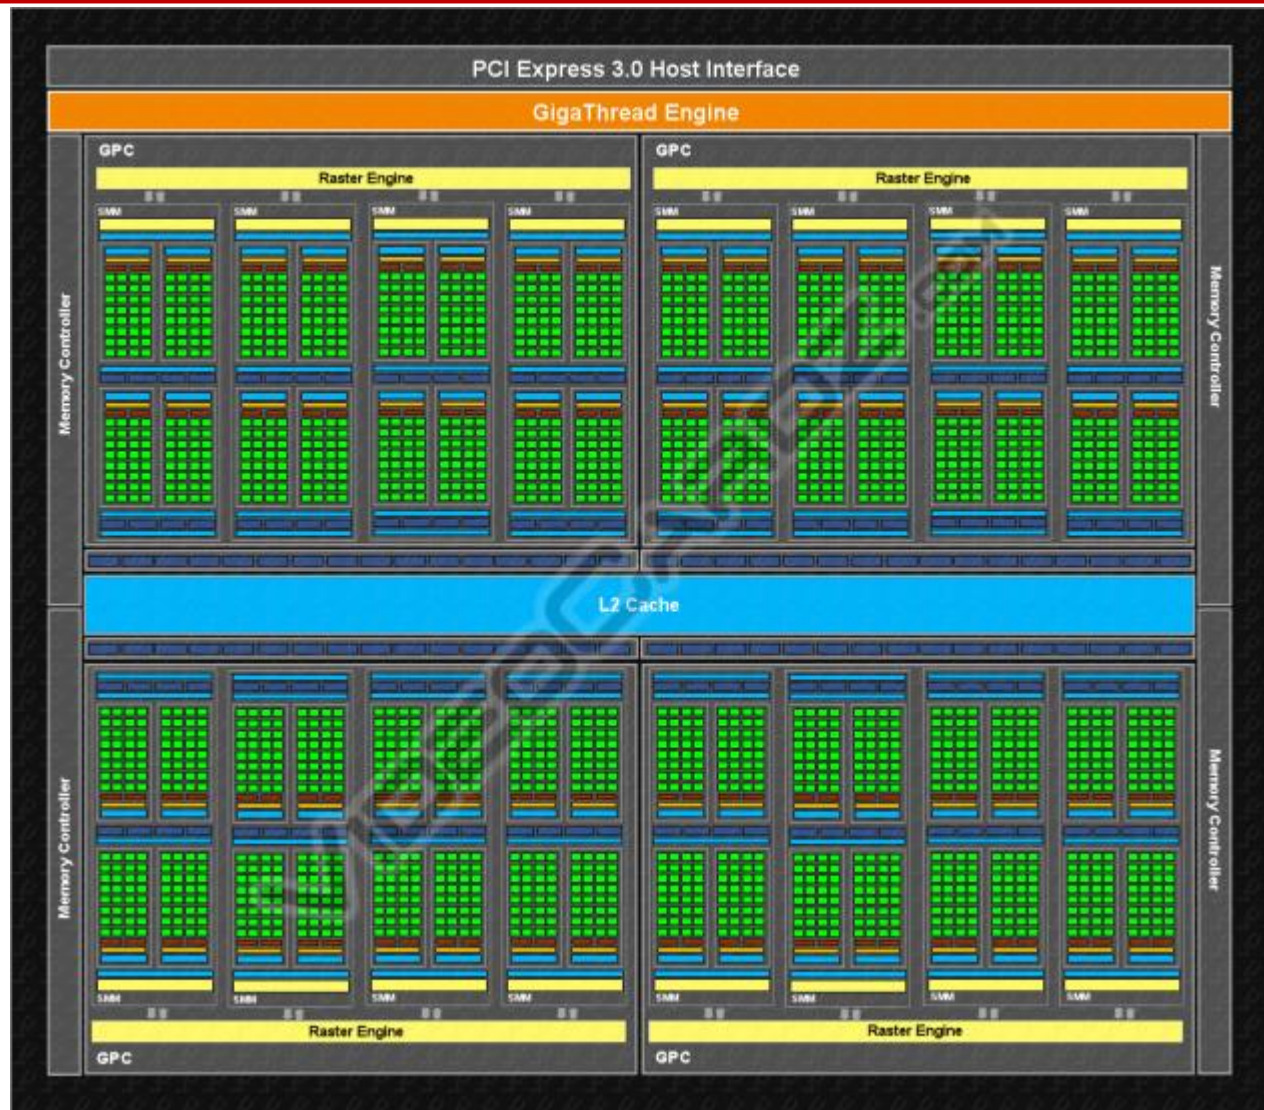 PCI Express 3.0 Host Interface
GigaThread Engine
GPC
GPC
Raster Engine
Raster Engine
SMM
SMM
SMM
SMM
SMM
SMM
SMM
SMM
Memory Controller
Memory Controller
L2 Cache
Memory Controller
Memory Controller
SMM
SMM
SMM
SMM
SMM
SMM
SMM
SMM
Raster Engine
Raster Engine
GPC
GPC
VIDEOCARDZ.com